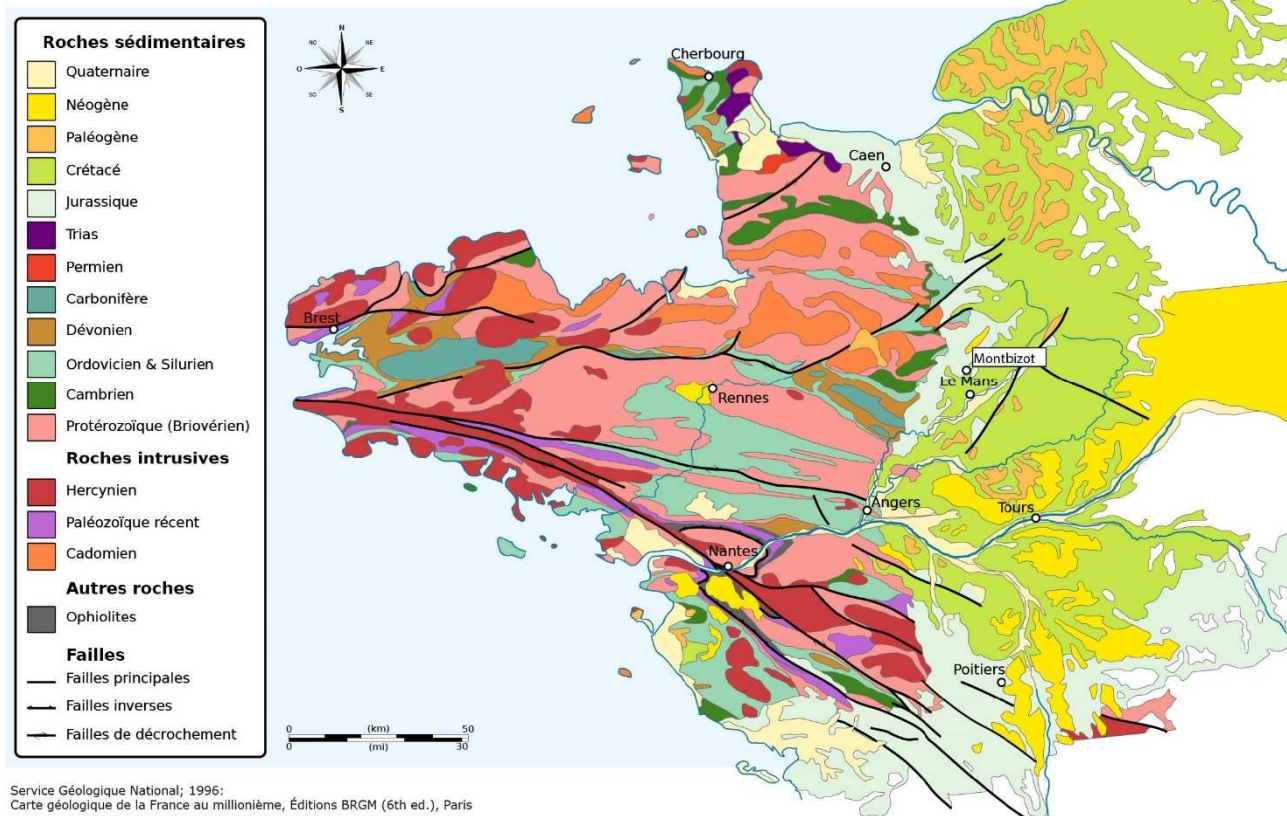 Roches sédimentaires
Quaternaire
Néogène
Paléogène
Crétacé
Jurassique
Trias
Permien
Carbonifère
Dévonien
Ordovicien & Silurien
Cambrien
Protérozoïque (Briovérien)
Roches intrusives
Hercynien
Paléozoïque récent
Cadomien
Autres roches
Ophiolites
Failles
Failles principales
Failles inverses
Failles de décrochement
N
NO
NE
O
E
SO
SE
S
Cherbourg
Caen
Brest
Montbizot
Le Mans
Rennes
Angers
Tours
Nantes
Poitiers
0 (km) 50
0 (mi) 30
Service Géologique National; 1996:
Carte géologique de la France au millionième, Éditions BRGM (6th ed.), Paris